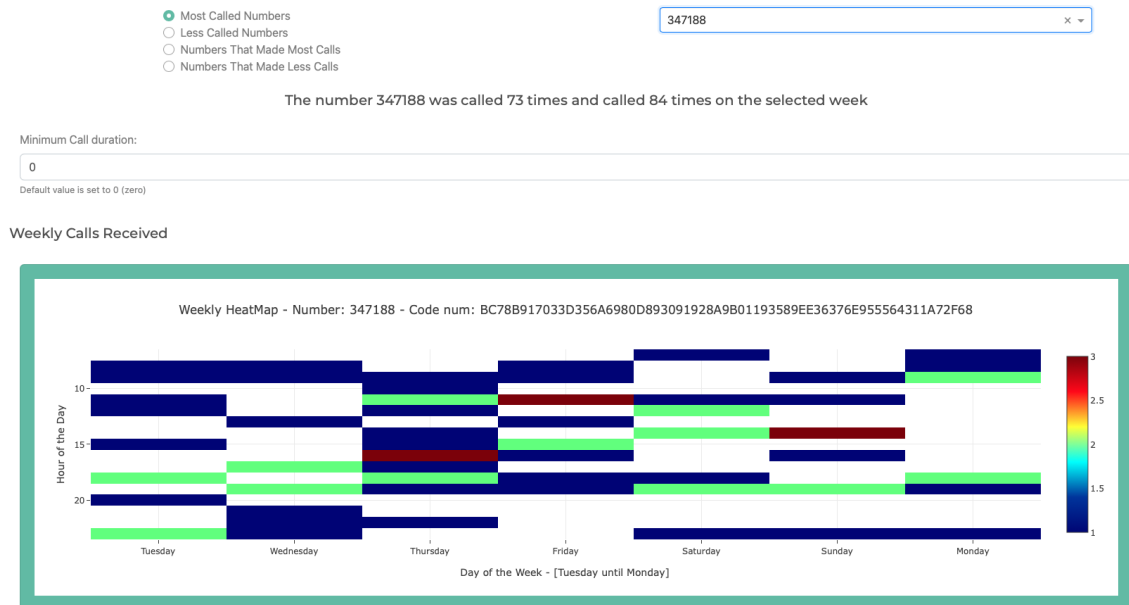 Most Called Numbers
Less Called Numbers
Numbers That Made Most Calls
Numbers That Made Less Calls
347188
The number 347188 was called 73 times and called 84 times on the selected week
Minimum Call duration:
0
Default value is set to 0 (zero)
Weekly Calls Received
Weekly HeatMap - Number: 347188 - Code num: BC78B917033D356A6980D893091928A9B01193589EE36376E955564311A72F68
Hour of the Day
10
15
20
3
2.5
2
1.5
1
Tuesday Wednesday Thursday Friday Saturday Sunday Monday
Day of the Week - [Tuesday until Monday]